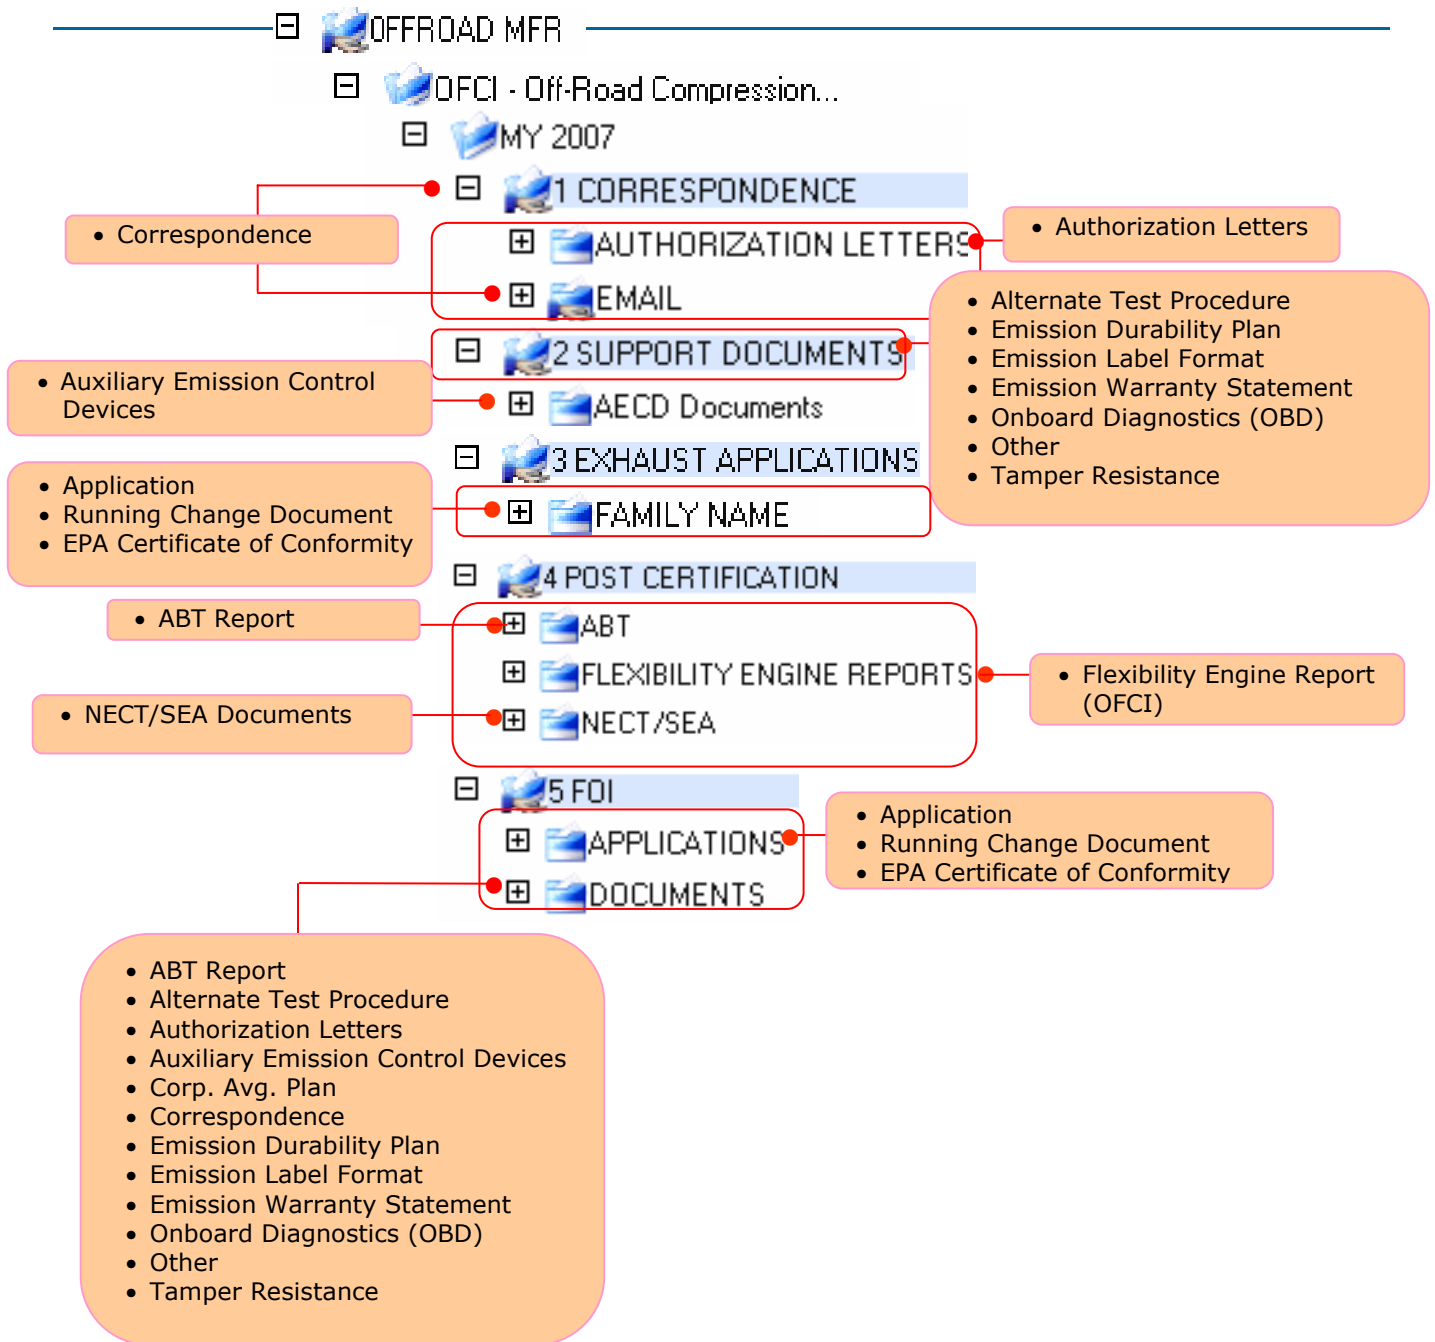 OFFROAD MFR
OFCI - Off-Road Compression...
MY 2007
1 CORRESPONDENCE
• Correspondence
AUTHORIZATION LETTERS
• Authorization Letters
EMAIL
• Alternate Test Procedure
• Emission Durability Plan
• Emission Label Format
• Emission Warranty Statement
• Onboard Diagnostics (OBD)
• Other
• Tamper Resistance
2 SUPPORT DOCUMENTS
• Auxiliary Emission Control
Devices
AECD Documents
3 EXHAUST APPLICATIONS
• Application
• Running Change Document
• EPA Certificate of Conformity
FAMILY NAME
4 POST CERTIFICATION
• ABT Report
ABT
FLEXIBILITY ENGINE REPORTS
• Flexibility Engine Report
(OFCI)
• NECT/SEA Documents
NECT/SEA
5 FOI
APPLICATIONS
• Application
• Running Change Document
• EPA Certificate of Conformity
DOCUMENTS
• ABT Report
• Alternate Test Procedure
• Authorization Letters
• Auxiliary Emission Control Devices
• Corp. Avg. Plan
• Correspondence
• Emission Durability Plan
• Emission Label Format
• Emission Warranty Statement
• Onboard Diagnostics (OBD)
• Other
• Tamper Resistance